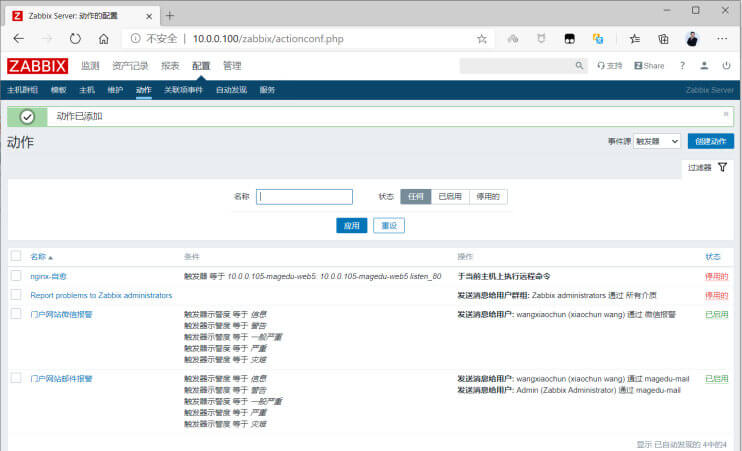 Zabbix Server: 动作的配置
不安全 | 10.0.0.100/zabbix/actionconf.php
ZABBIX 监测 资产记录 报表 配置 管理 支持 Share ?
主机群组 模板 主机 维护 动作 关联项事件 自动发现 服务 Zabbix Server
动作已添加
动作 事件源 触发器 创建动作
过滤器
名称 状态 任何 已启用 停用的
应用 重设
名称 条件 操作 状态
nginx-自愈 触发器 等于 10.0.0.105-magedu-web5: 10.0.0.105-magedu-web5 listen_80 于当前主机上执行远程命令 停用的
Report problems to Zabbix administrators 发送消息给用户群组: Zabbix administrators 通过 所有介质 停用的
门户网站微信报警 触发器示警度 等于 信息 发送消息给用户: wangxiaochun (xiaochun wang) 通过 微信报警 已启用
触发器示警度 等于 警告
触发器示警度 等于 一般严重
触发器示警度 等于 严重
触发器示警度 等于 灾难
门户网站邮件报警 触发器示警度 等于 信息 发送消息给用户: wangxiaochun (xiaochun wang) 通过 magedu-mail 已启用
触发器示警度 等于 警告 发送消息给用户: Admin (Zabbix Administrator) 通过 magedu-mail
触发器示警度 等于 一般严重
触发器示警度 等于 严重
触发器示警度 等于 灾难
显示 已自动发现的 4中的4